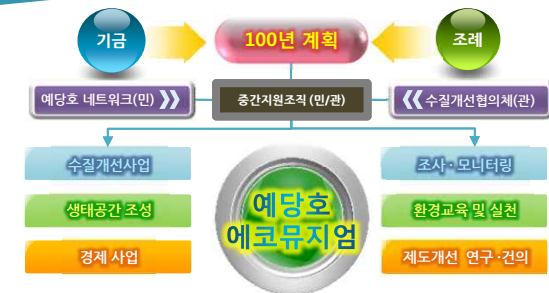 기금
100년 계획
조례
예당호 네트워크(민)
중간지원조직 (민/관)
수질개선협의체(관)
수질개선사업
조사·모니터링
생태공간 조성
예당호
에코뮤지엄
환경교육 및 실천
경제 사업
제도개선 연구·건의